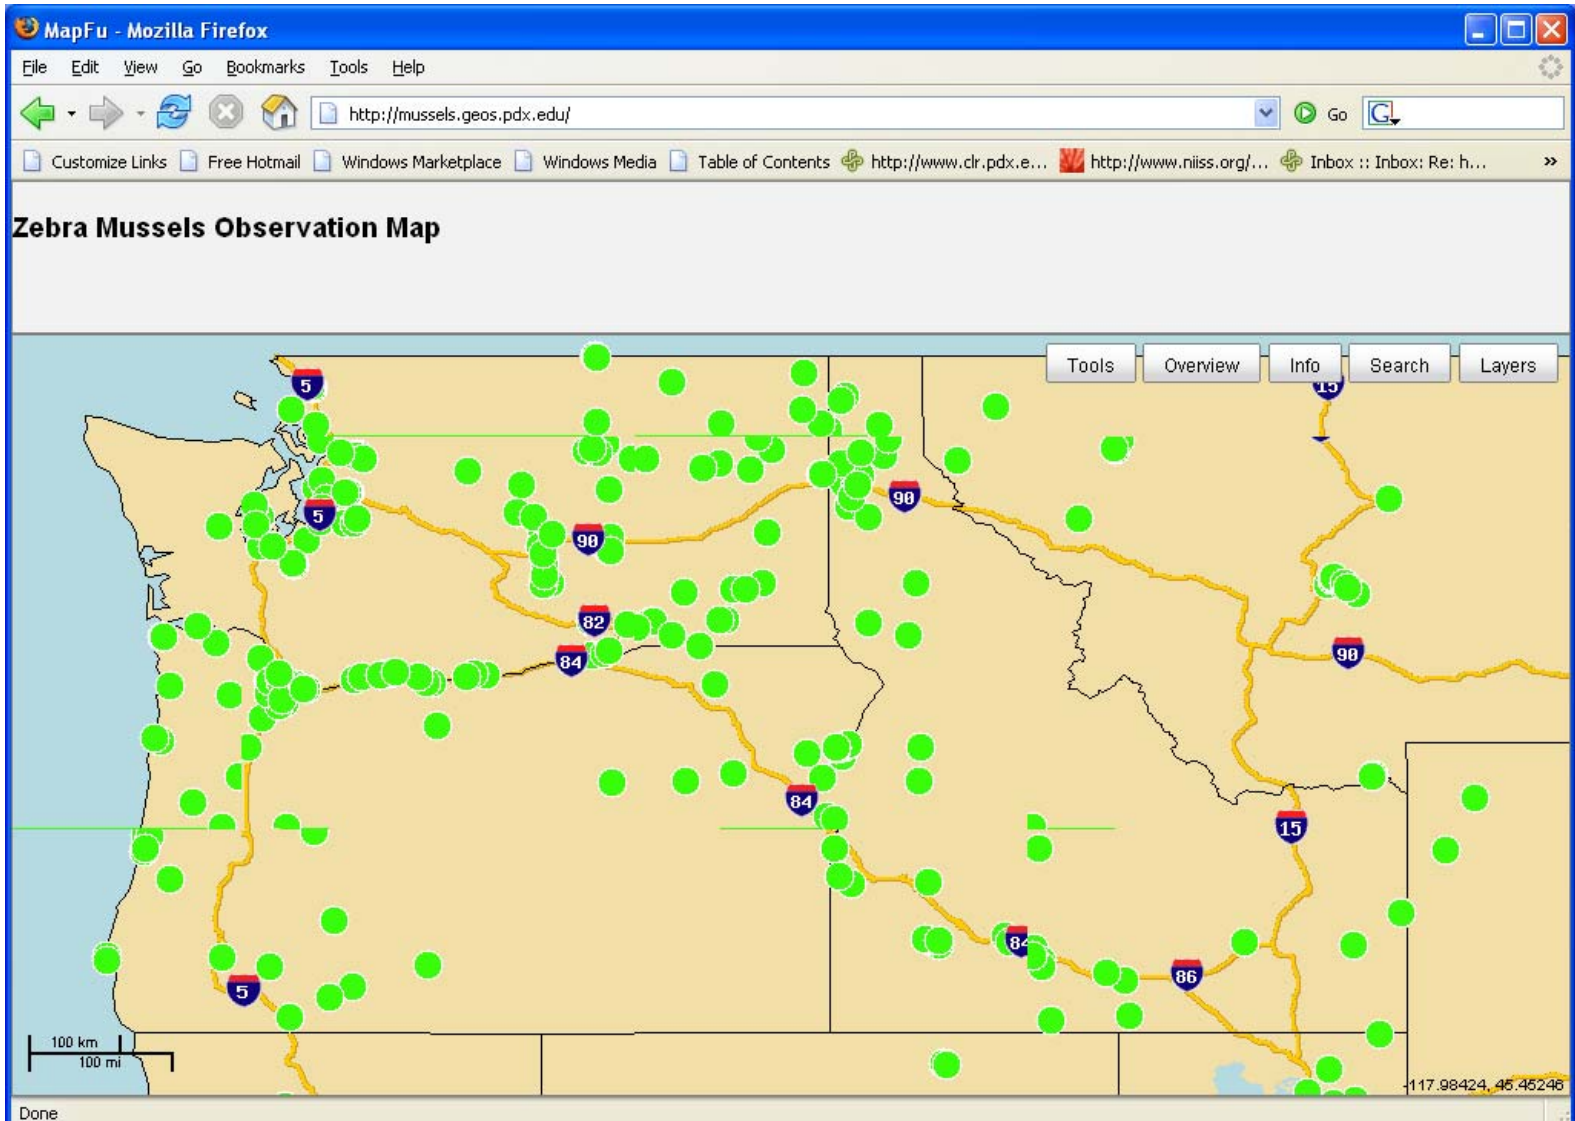 MapFu - Mozilla Firefox
File Edit View Go Bookmarks Tools Help
http://mussels.geos.pdx.edu/ Go G
Customize Links Free Hotmail Windows Marketplace Windows Media Table of Contents http://www.clr.pdx.e... http://www.niiss.org/... Inbox :: Inbox: Re: h... »
Zebra Mussels Observation Map
Tools Overview Info Search Layers
5
15
90
5
90
82
84
90
84
15
84
86
5
100 km
100 mi
-117.98424, 45.45246
Done